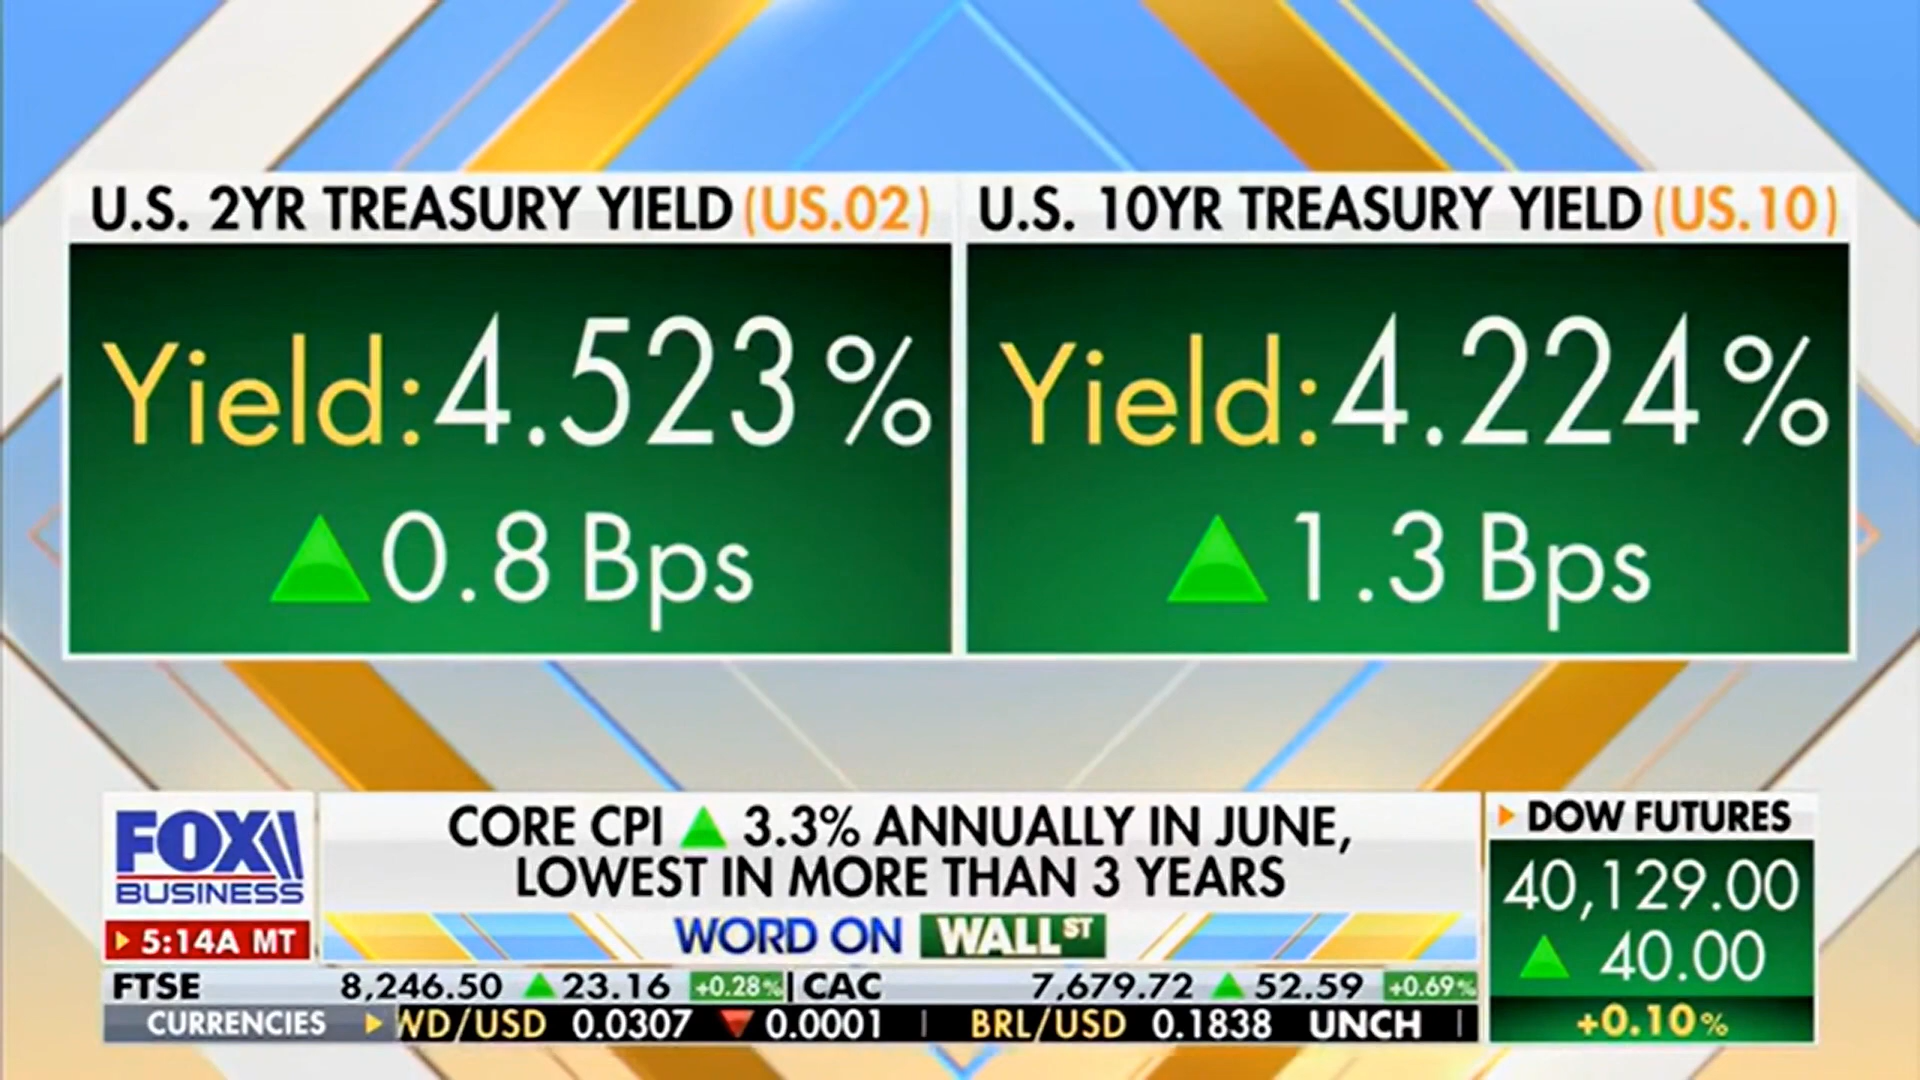 U.S. 2YR TREASURY YIELD (US.02)
Yield: 4.523%
▲0.8 Bps
U.S. 10YR TREASURY YIELD (US.10)
Yield: 4.224%
▲1.3 Bps
FOX
BUSINESS
5:14A MT
CORE CPI ▲ 3.3% ANNUALLY IN JUNE,
LOWEST IN MORE THAN 3 YEARS
WORD ON WALL ST
DOW FUTURES
40,129.00
▲ 40.00
+0.10%
FTSE 8,246.50 ▲ 23.16 +0.28% | CAC 7,679.72 ▲ 52.59 +0.69%
CURRENCIES WD/USD 0.0307 ▼ 0.0001 | BRL/USD 0.1838 UNCH |